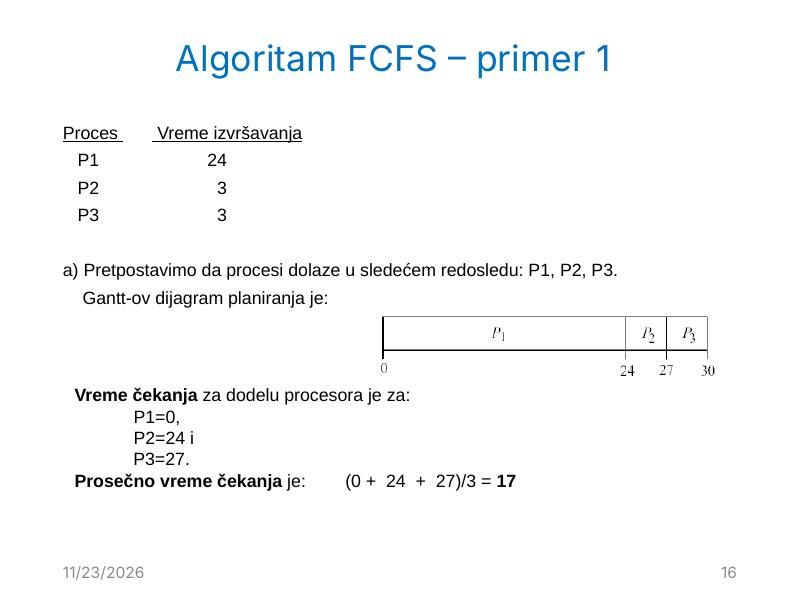 Algoritam FCFS – primer 1
Proces Vreme izvršavanja
P1 24
P2 3
P3 3
a) Pretpostavimo da procesi dolaze u sledećem redosledu: P1, P2, P3.
Gantt-ov dijagram planiranja je:
P1 P2 P3
0 24 27 30
Vreme čekanja za dodelu procesora je za:
P1=0,
P2=24 i
P3=27.
Prosečno vreme čekanja je: (0 + 24 + 27)/3 = 17
11/23/2026 16